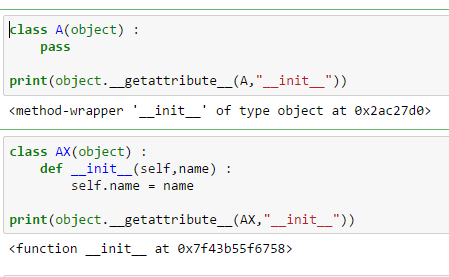 class A(object) :
    pass
print(object.__getattribute__(A,"__init__"))
<method-wrapper '__init__' of type object at 0x2ac27d0>
class AX(object) :
    def __init__(self,name) :
        self.name = name
print(object.__getattribute__(AX,"__init__"))
<function __init__ at 0x7f43b55f6758>